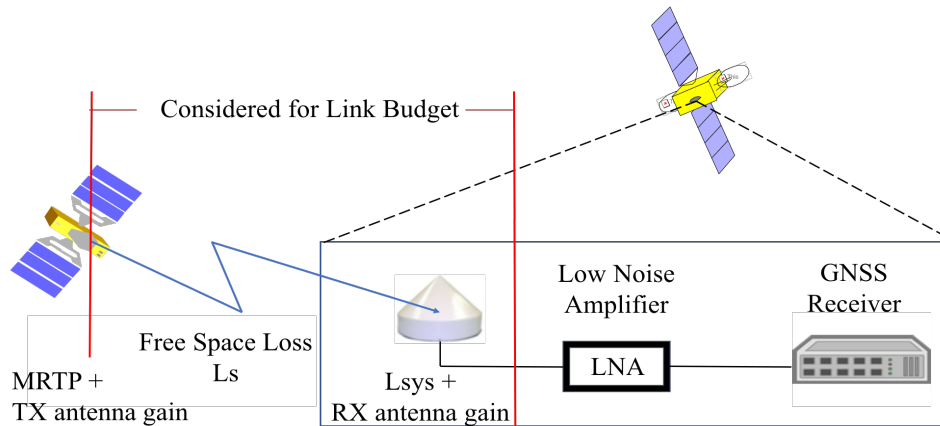 Considered for Link Budget
Low Noise
Amplifier
GNSS
Receiver
Free Space Loss
Ls
LNA
MRTP +
TX antenna gain
Lsys +
RX antenna gain